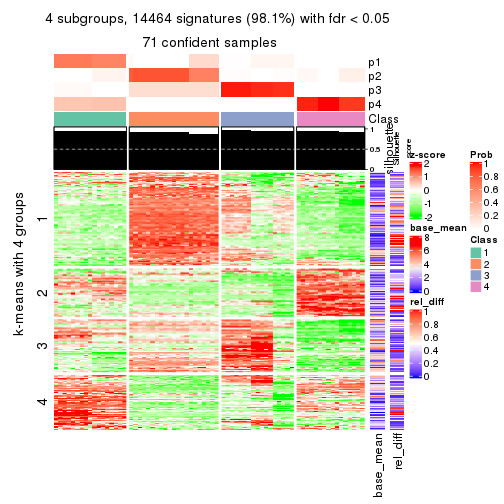 4 subgroups, 14464 signatures (98.1%) with fdr < 0.05
71 confident samples
p1
p2
p3
p4
Class
1
0.5
0
silhouette
Silhouette
score
k-means with 4 groups
1
2
3
4
base_mean
rel_diff
z-score
2
1
0
-1
-2
base_mean
8
6
4
2
0
rel_diff
1
0.8
0.6
0.4
0.2
0
Prob
1
0.8
0.6
0.4
0.2
0
Class
1
2
3
4